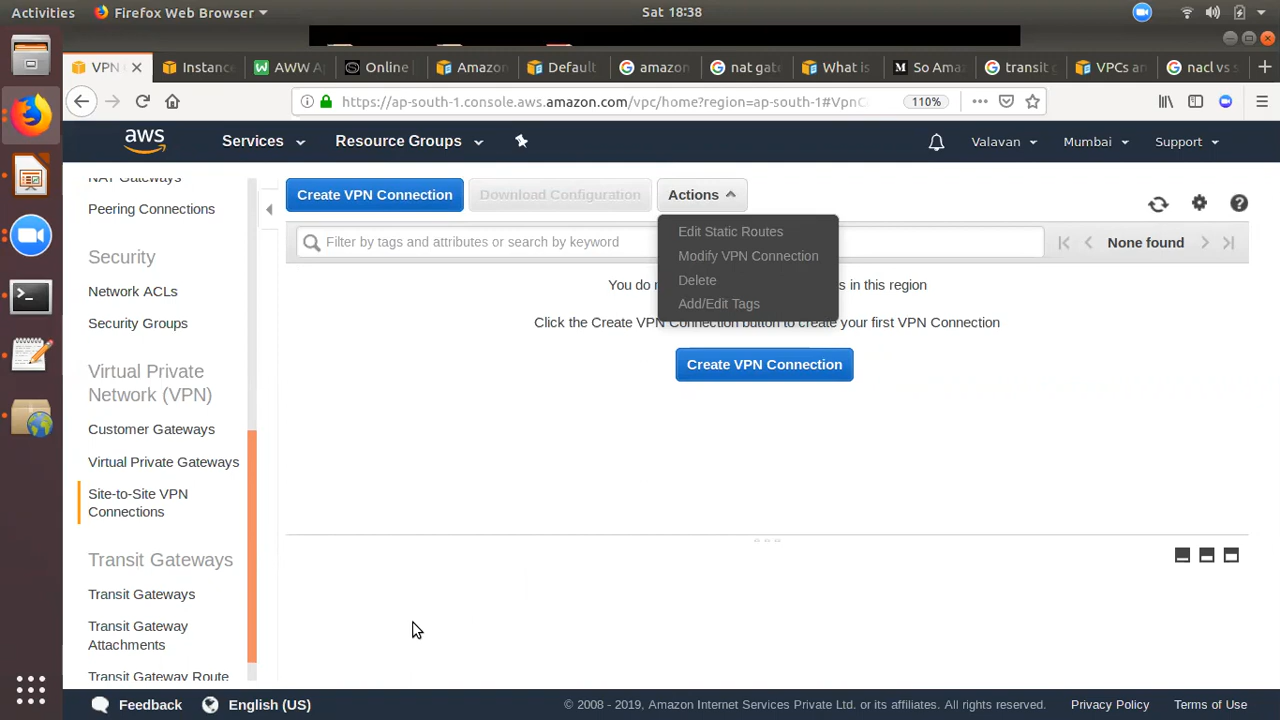 Activities
Firefox Web Browser
Sat 18:38
VPN
Instanc
AWW A
Online
Amazon
Default
amazon
nat gate
What is
So Ama
transit g
VPCs an
nacl vs s
https://ap-south-1.console.aws.amazon.com/vpc/home?region=ap-south-1#VpnC
110%
aws
Services
Resource Groups
Valavan
Mumbai
Support
NAT Gateways
Peering Connections
Security
Network ACLs
Security Groups
Virtual Private
Network (VPN)
Customer Gateways
Virtual Private Gateways
Site-to-Site VPN
Connections
Transit Gateways
Transit Gateways
Transit Gateway
Attachments
Transit Gateway Route
Create VPN Connection
Download Configuration
Actions
Filter by tags and attributes or search by keyword
None found
Edit Static Routes
Modify VPN Connection
Delete
Add/Edit Tags
You do s in this region
Click the Create VPN Connection button to create your first VPN Connection
Create VPN Connection
Feedback
English (US)
© 2008 - 2019, Amazon Internet Services Private Ltd. or its affiliates. All rights reserved.
Privacy Policy
Terms of Use